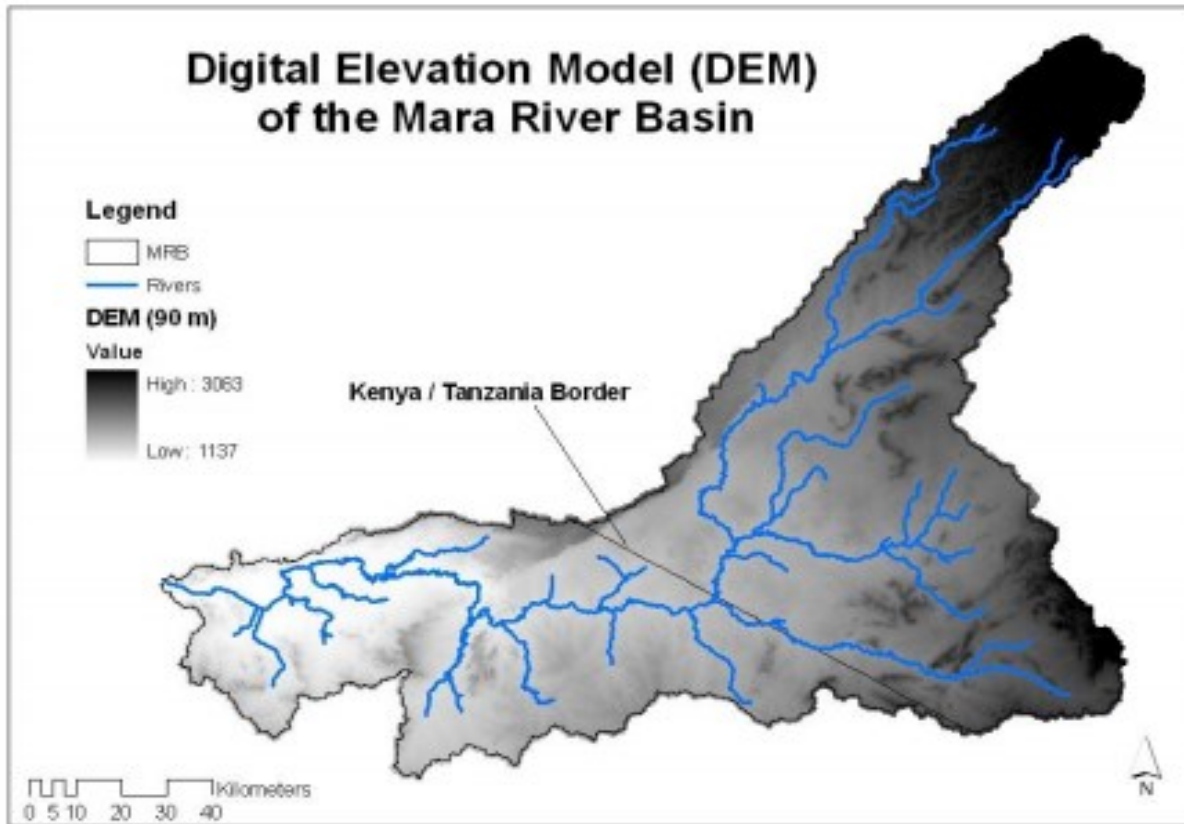 Digital Elevation Model (DEM)
of the Mara River Basin
Legend
MRB
Rivers
DEM (90 m)
Value
High : 3063
Low : 1137
Kenya / Tanzania Border
Kilometers
0 5 10 20 30 40
N